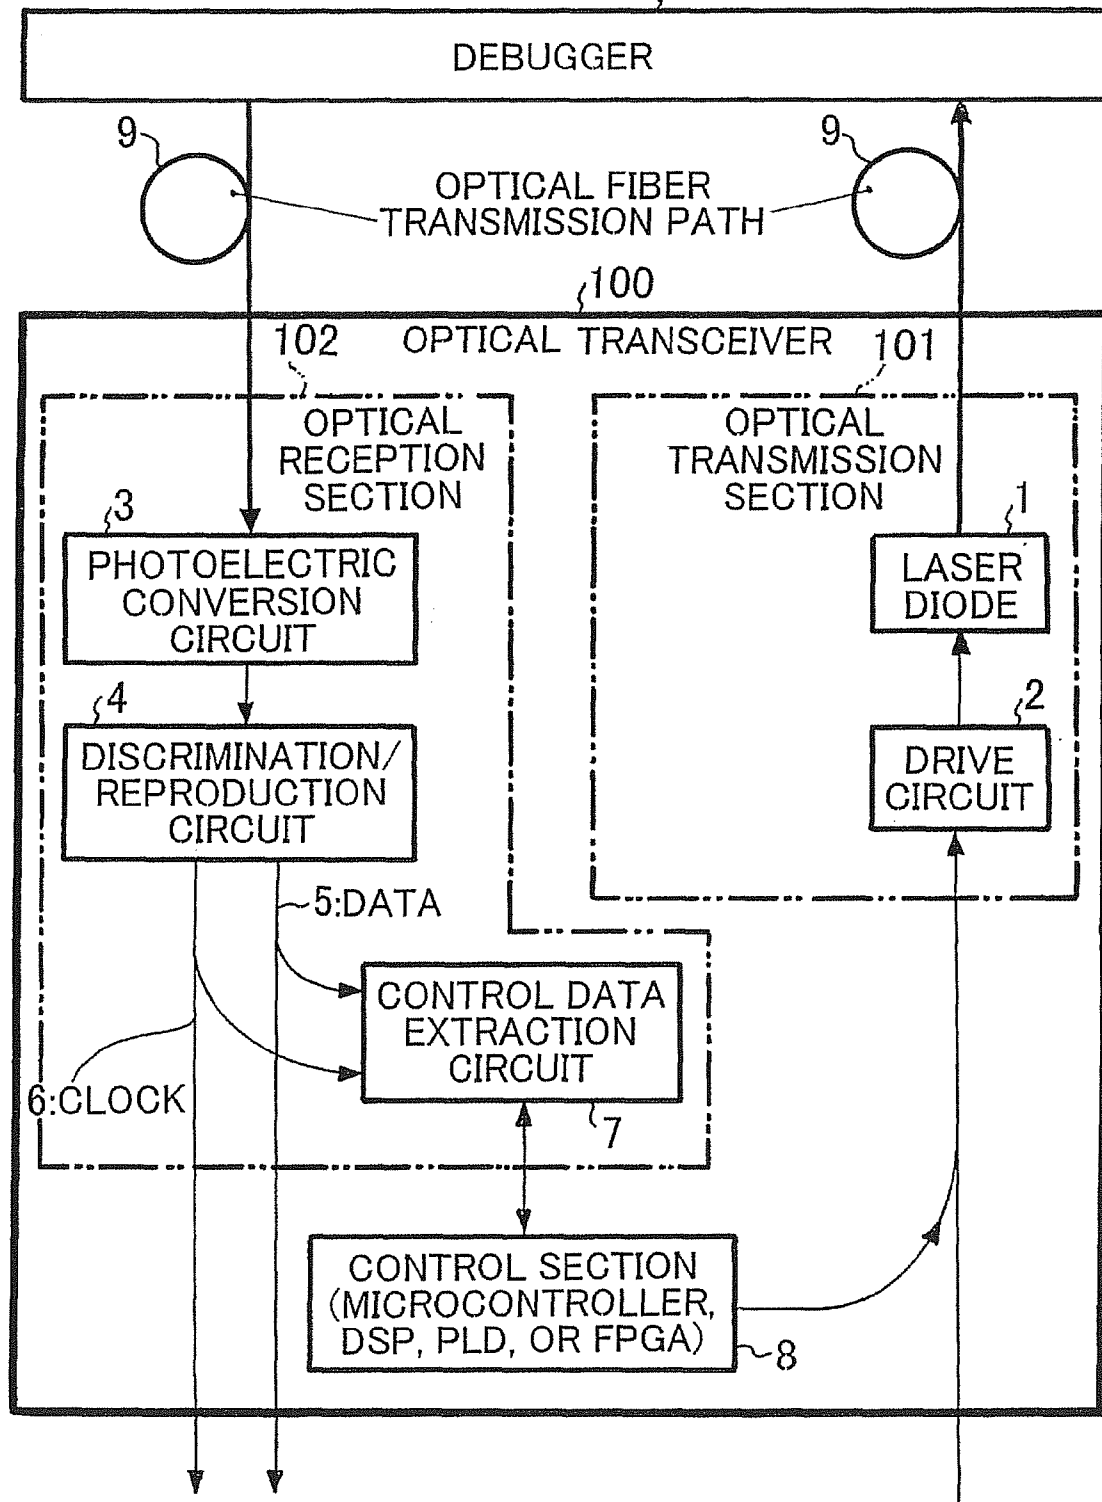 DEBUGGER
9
9
OPTICAL FIBER
TRANSMISSION PATH
100
OPTICAL TRANSCEIVER
102
101
OPTICAL
RECEPTION
SECTION
OPTICAL
TRANSMISSION
SECTION
3
PHOTOELECTRIC
CONVERSION
CIRCUIT
1
LASER
DIODE
4
DISCRIMINATION/
REPRODUCTION
CIRCUIT
2
DRIVE
CIRCUIT
5:DATA
CONTROL DATA
EXTRACTION
CIRCUIT
6:CLOCK
7
CONTROL SECTION
(MICROCONTROLLER,
DSP, PLD, OR FPGA)
8